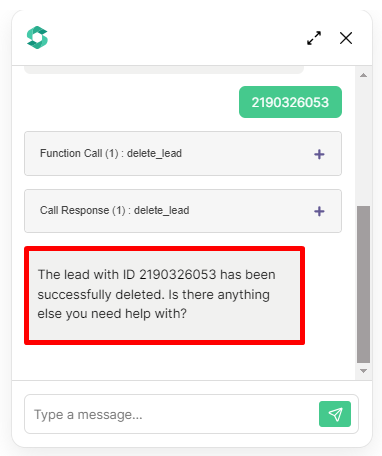 2190326053
Function Call (1) : delete_lead
Call Response (1) : delete_lead
The lead with ID 2190326053 has been
successfully deleted. Is there anything
else you need help with?
Type a message...